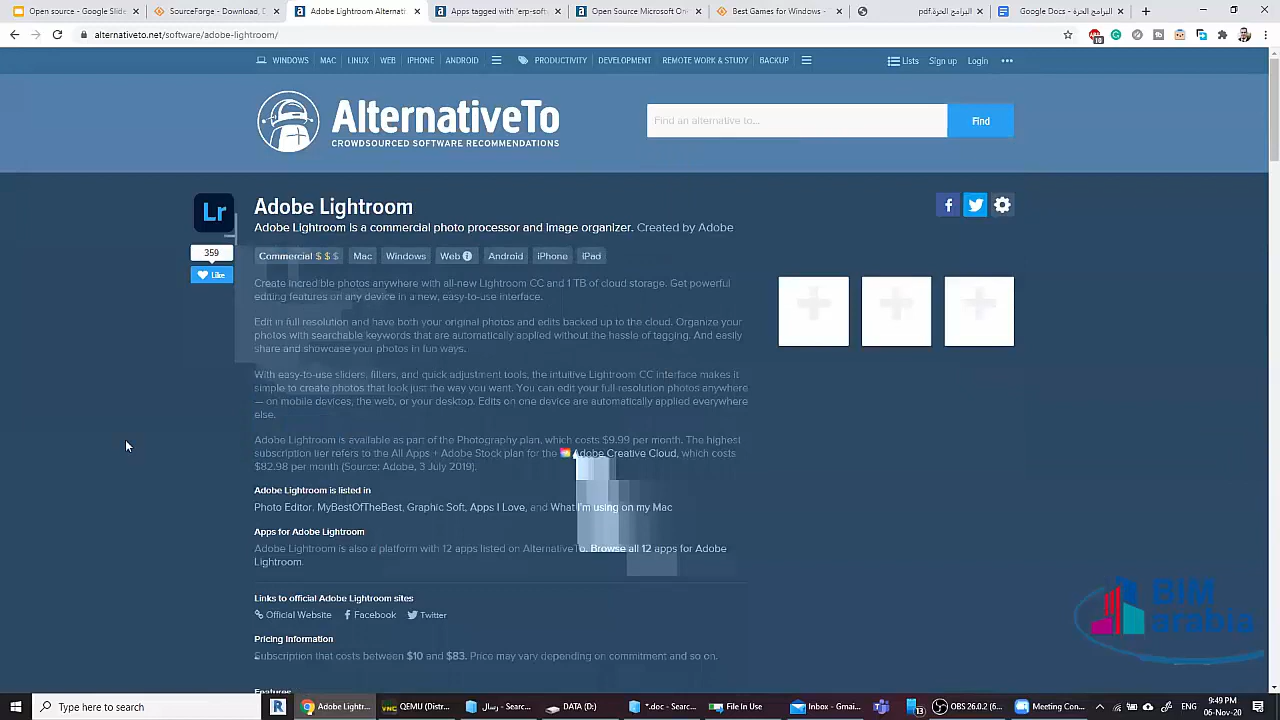 Open source - Google Slides
SourceForge - Download, D
Adobe Lightroom Alternati
Apps tagged with 'erp-soft
Open Source Microsoft On
Best Games for Windows -
البرامج الحرة.pdf
البرامج الحرة - Google Docs
alternativeto.net/software/adobe-lightroom/
WINDOWS MAC LINUX WEB IPHONE ANDROID PRODUCTIVITY DEVELOPMENT REMOTE WORK & STUDY BACKUP Lists Sign up Login
AlternativeTo
CROWDSOURCED SOFTWARE RECOMMENDATIONS
Find an alternative to...
Find
Lr
Adobe Lightroom
Adobe Lightroom is a commercial photo processor and image organizer. Created by Adobe
359
Like
Commercial $ $ $ Mac Windows Web Android iPhone iPad
Create incredible photos anywhere with all-new Lightroom CC and 1 TB of cloud storage. Get powerful
editing features on any device in a new, easy-to-use interface.
Edit in full resolution and have both your original photos and edits backed up to the cloud. Organize your
photos with searchable keywords that are automatically applied without the hassle of tagging. And easily
share and showcase your photos in fun ways.
With easy-to-use sliders, filters, and quick adjustment tools, the intuitive Lightroom CC interface makes it
simple to create photos that look just the way you want. You can edit your full-resolution photos anywhere
— on mobile devices, the web, or your desktop. Edits on one device are automatically applied everywhere
else.
Adobe Lightroom is available as part of the Photography plan, which costs $9.99 per month. The highest
subscription tier refers to the All Apps + Adobe Stock plan for the Adobe Creative Cloud, which costs
$82.98 per month (Source: Adobe, 3 July 2019).
Adobe Lightroom is listed in
Photo Editor, MyBestOfTheBest, Graphic Soft, Apps I Love, and What I'm using on my Mac
Apps for Adobe Lightroom
Adobe Lightroom is also a platform with 12 apps listed on AlternativeTo. Browse all 12 apps for Adobe
Lightroom.
Links to official Adobe Lightroom sites
Official Website Facebook Twitter
Pricing Information
Subscription that costs between $10 and $83. Price may vary depending on commitment and so on.
Features
BIM
arabia
Type here to search
Adobe Lightr...
QEMU (Distr...
رسايل - Sear...
DATA (D:)
*.doc - Sear...
File In Use
Inbox - Gmai...
13
OBS 26.0.2 (...
Meeting Con...
ENG
9:49 PM
06-Nov-20